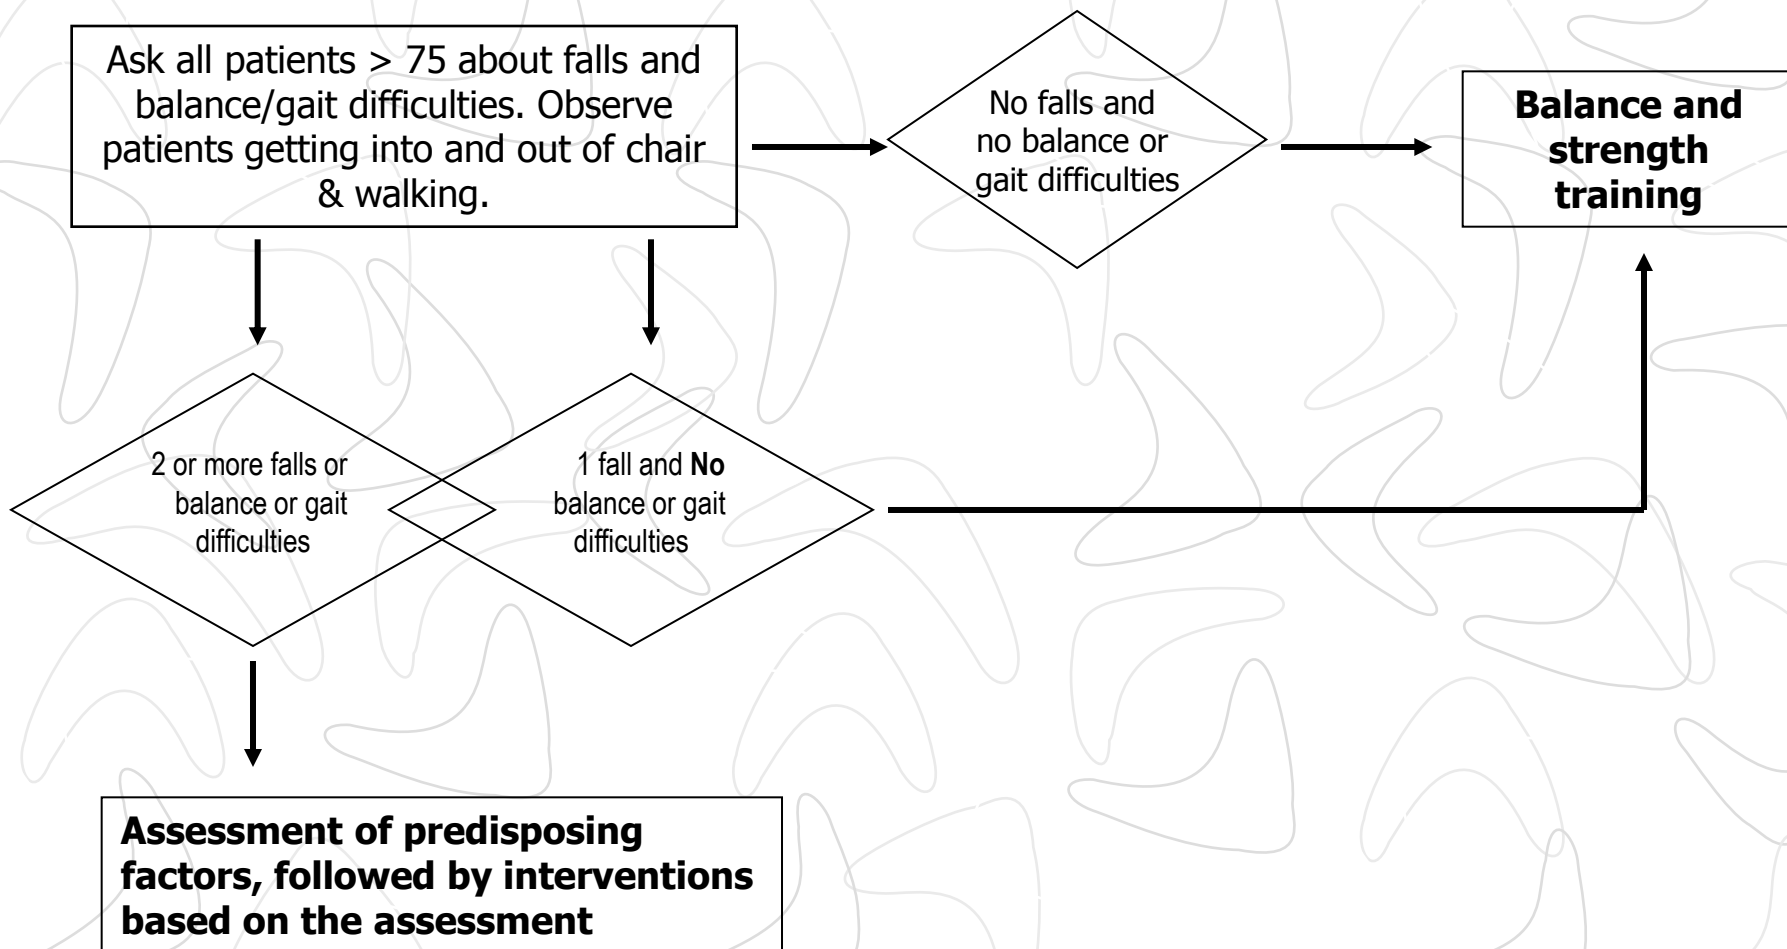 Ask all patients > 75 about falls and
balance/gait difficulties. Observe
patients getting into and out of chair
& walking.
No falls and
no balance or
gait difficulties
Balance and
strength
training
2 or more falls or
balance or gait
difficulties
1 fall and No
balance or gait
difficulties
Assessment of predisposing
factors, followed by interventions
based on the assessment